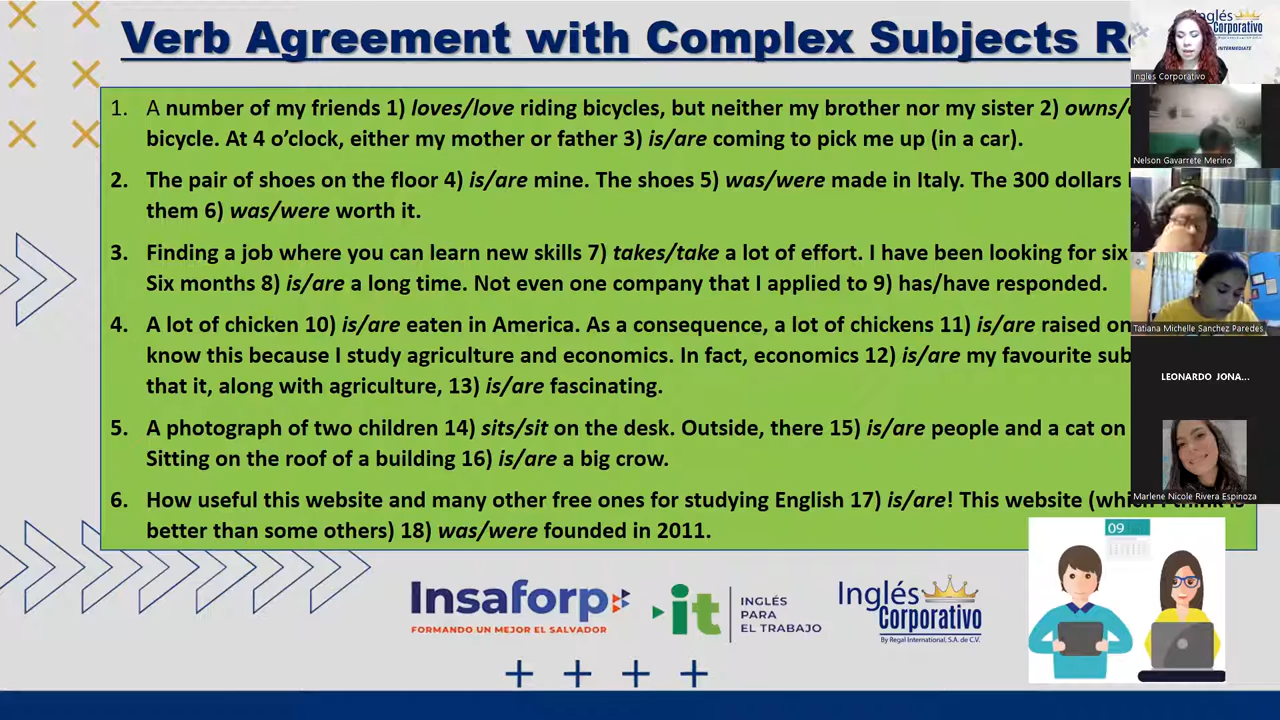 Verb Agreement with Complex Subjects
1. A number of my friends 1) loves/love riding bicycles, but neither my brother nor my sister 2) owns/
bicycle. At 4 o'clock, either my mother or father 3) is/are coming to pick me up (in a car).
2. The pair of shoes on the floor 4) is/are mine. The shoes 5) was/were made in Italy. The 300 dollars
them 6) was/were worth it.
3. Finding a job where you can learn new skills 7) takes/take a lot of effort. I have been looking for six
Six months 8) is/are a long time. Not even one company that I applied to 9) has/have responded.
4. A lot of chicken 10) is/are eaten in America. As a consequence, a lot of chickens 11) is/are raised on
know this because I study agriculture and economics. In fact, economics 12) is/are my favourite sub
that it, along with agriculture, 13) is/are fascinating.
5. A photograph of two children 14) sits/sit on the desk. Outside, there 15) is/are people and a cat on
Sitting on the roof of a building 16) is/are a big crow.
6. How useful this website and many other free ones for studying English 17) is/are! This website (which I think is
better than some others) 18) was/were founded in 2011.
Inglés
Corporativo
INTERMEDIATE
Ingles Corporativo
Nelson Gavarrete Merino
Tatiana Michelle Sanchez Paredes
LEONARDO JONA...
Marlene Nicole Rivera Espinoza
09
Insaforp
FORMANDO UN MEJOR EL SALVADOR
it
INGLÉS
PARA
EL TRABAJO
Inglés
Corporativo
By Regal International, S.A. de C.V.